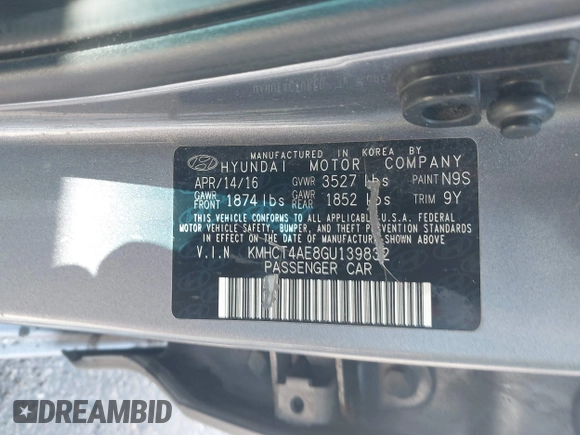 MANUFACTURED IN KOREA BY
HYUNDAI MOTOR COMPANY
APR/14/16 GVWR 3527 lbs PAINT N9S
GAWR FRONT 1874 lbs GAWR REAR 1852 lbs TRIM 9Y
THIS VEHICLE CONFORMS TO ALL APPLICABLE U.S.A. FEDERAL
MOTOR VEHICLE SAFETY, BUMPER, AND THEFT PREVENTION STANDARDS
IN EFFECT ON THE DATE OF MANUFACTURE SHOWN ABOVE.
V.I.N KMHCT4AE8GU139832
PASSENGER CAR
DREAMBID